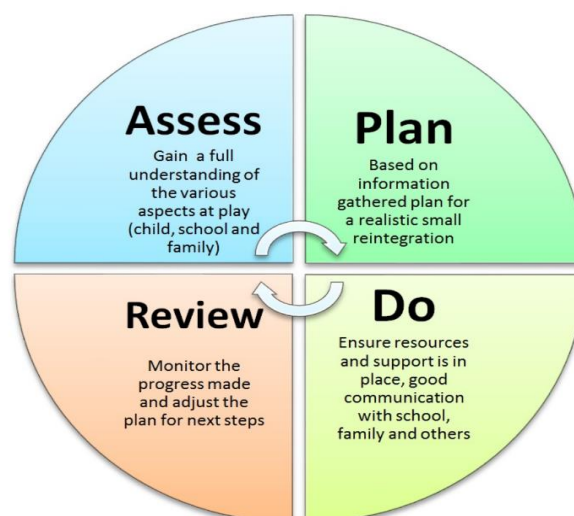 Assess
Gain a full
understanding of
the various
aspects at play
(child, school and
family)
Plan
Based on
information
gathered plan for
a realistic small
reintegration
Review
Monitor the
progress made
and adjust the
plan for next steps
Do
Ensure resources
and support is in
place, good
communication
with school,
family and others